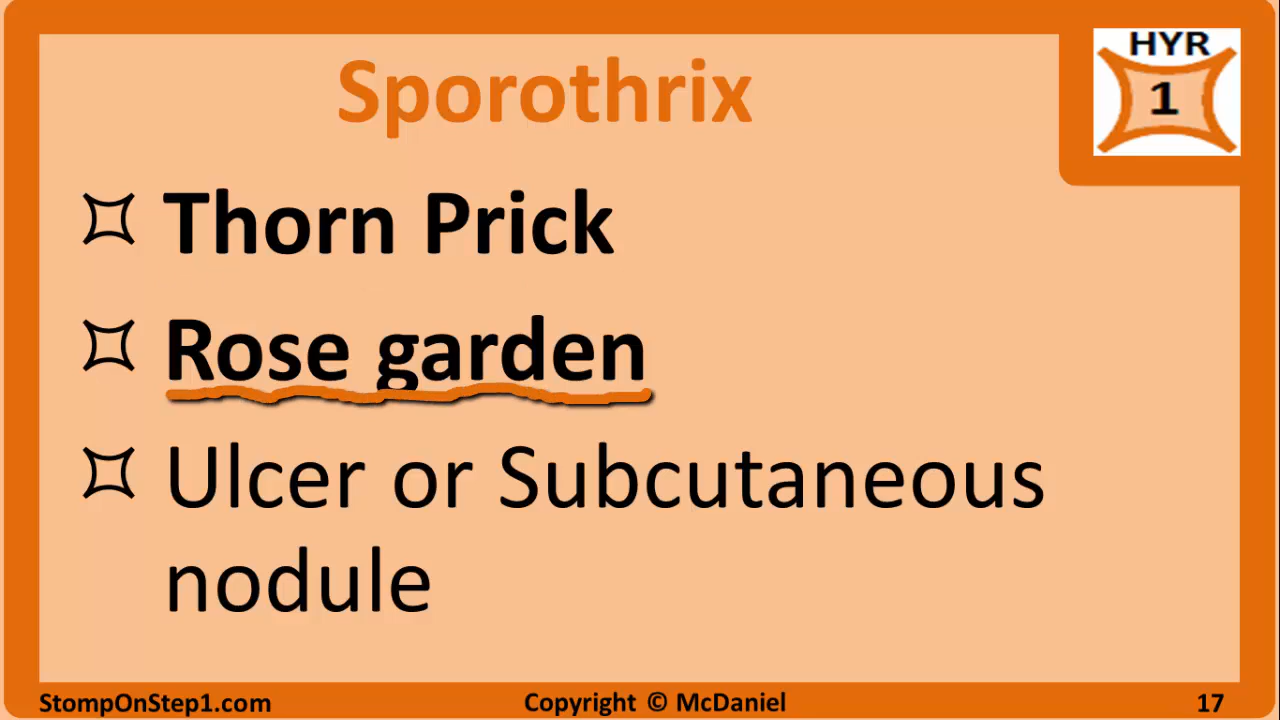 HYR
1
Sporothrix
Thorn Prick
Rose garden
Ulcer or Subcutaneous
nodule
StompOnStep1.com
Copyright © McDaniel
17